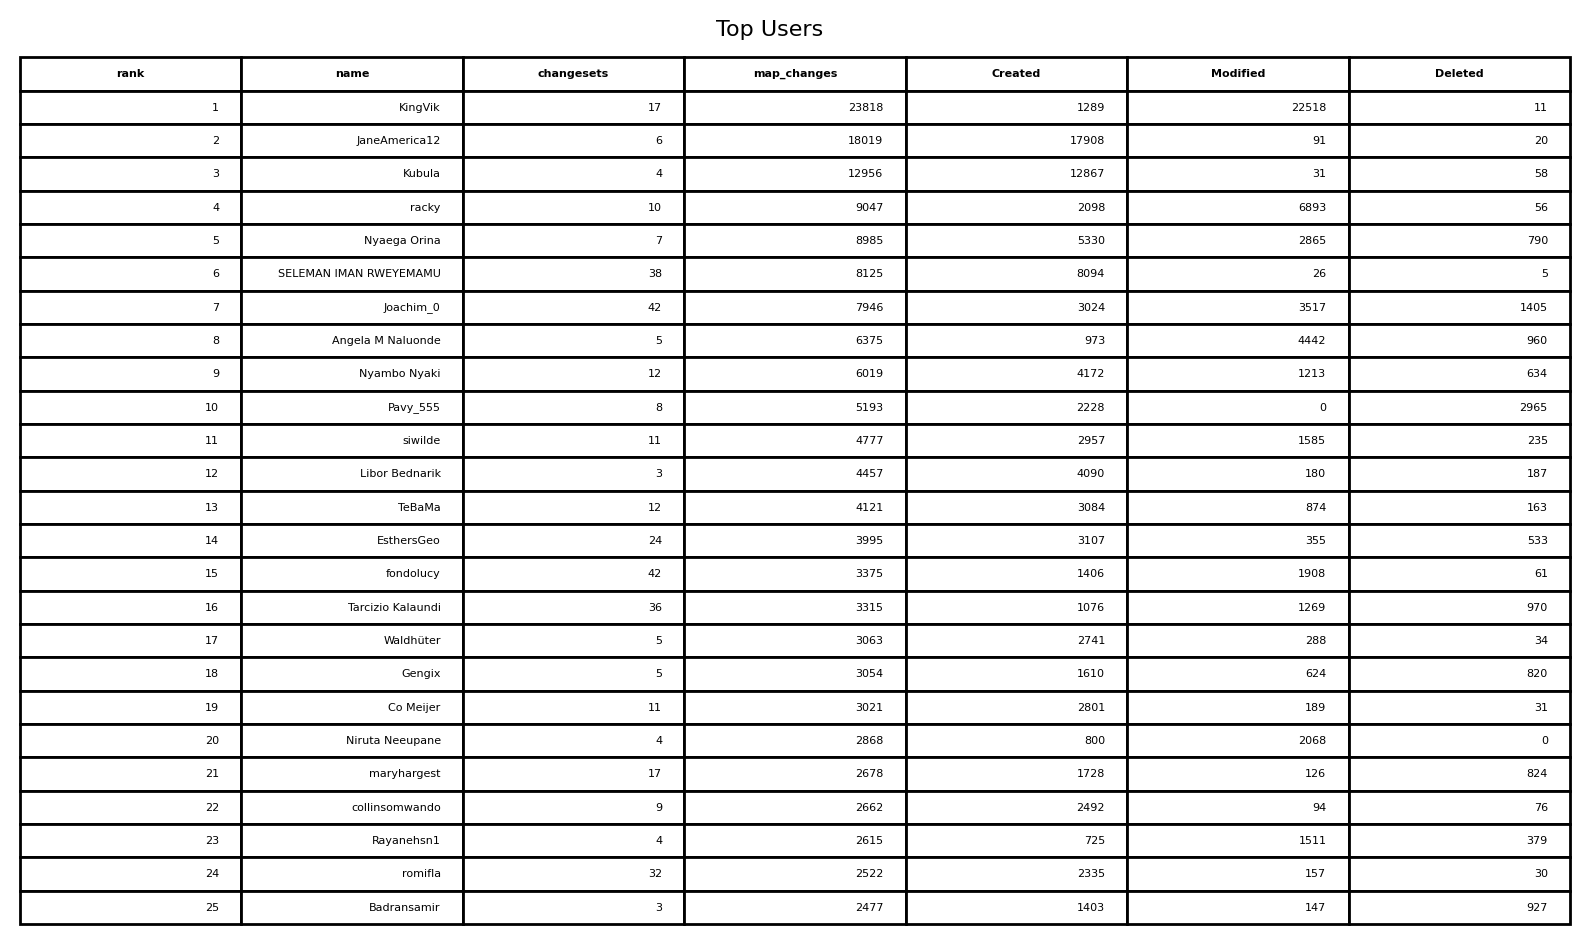 Top Users
rank name changesets map_changes Created Modified Deleted
1 KingVik 17 23818 1289 22518 11
2 JaneAmerica12 6 18019 17908 91 20
3 Kubula 4 12956 12867 31 58
4 racky 10 9047 2098 6893 56
5 Nyaega Orina 7 8985 5330 2865 790
6 SELEMAN IMAN RWEYEMAMU 38 8125 8094 26 5
7 Joachim_0 42 7946 3024 3517 1405
8 Angela M Naluonde 5 6375 973 4442 960
9 Nyambo Nyaki 12 6019 4172 1213 634
10 Pavy_555 8 5193 2228 0 2965
11 siwilde 11 4777 2957 1585 235
12 Libor Bednarik 3 4457 4090 180 187
13 TeBaMa 12 4121 3084 874 163
14 EsthersGeo 24 3995 3107 355 533
15 fondolucy 42 3375 1406 1908 61
16 Tarcizio Kalaundi 36 3315 1076 1269 970
17 Waldhüter 5 3063 2741 288 34
18 Gengix 5 3054 1610 624 820
19 Co Meijer 11 3021 2801 189 31
20 Niruta Neeupane 4 2868 800 2068 0
21 maryhargest 17 2678 1728 126 824
22 collinsomwando 9 2662 2492 94 76
23 Rayanehsn1 4 2615 725 1511 379
24 romifla 32 2522 2335 157 30
25 Badransamir 3 2477 1403 147 927